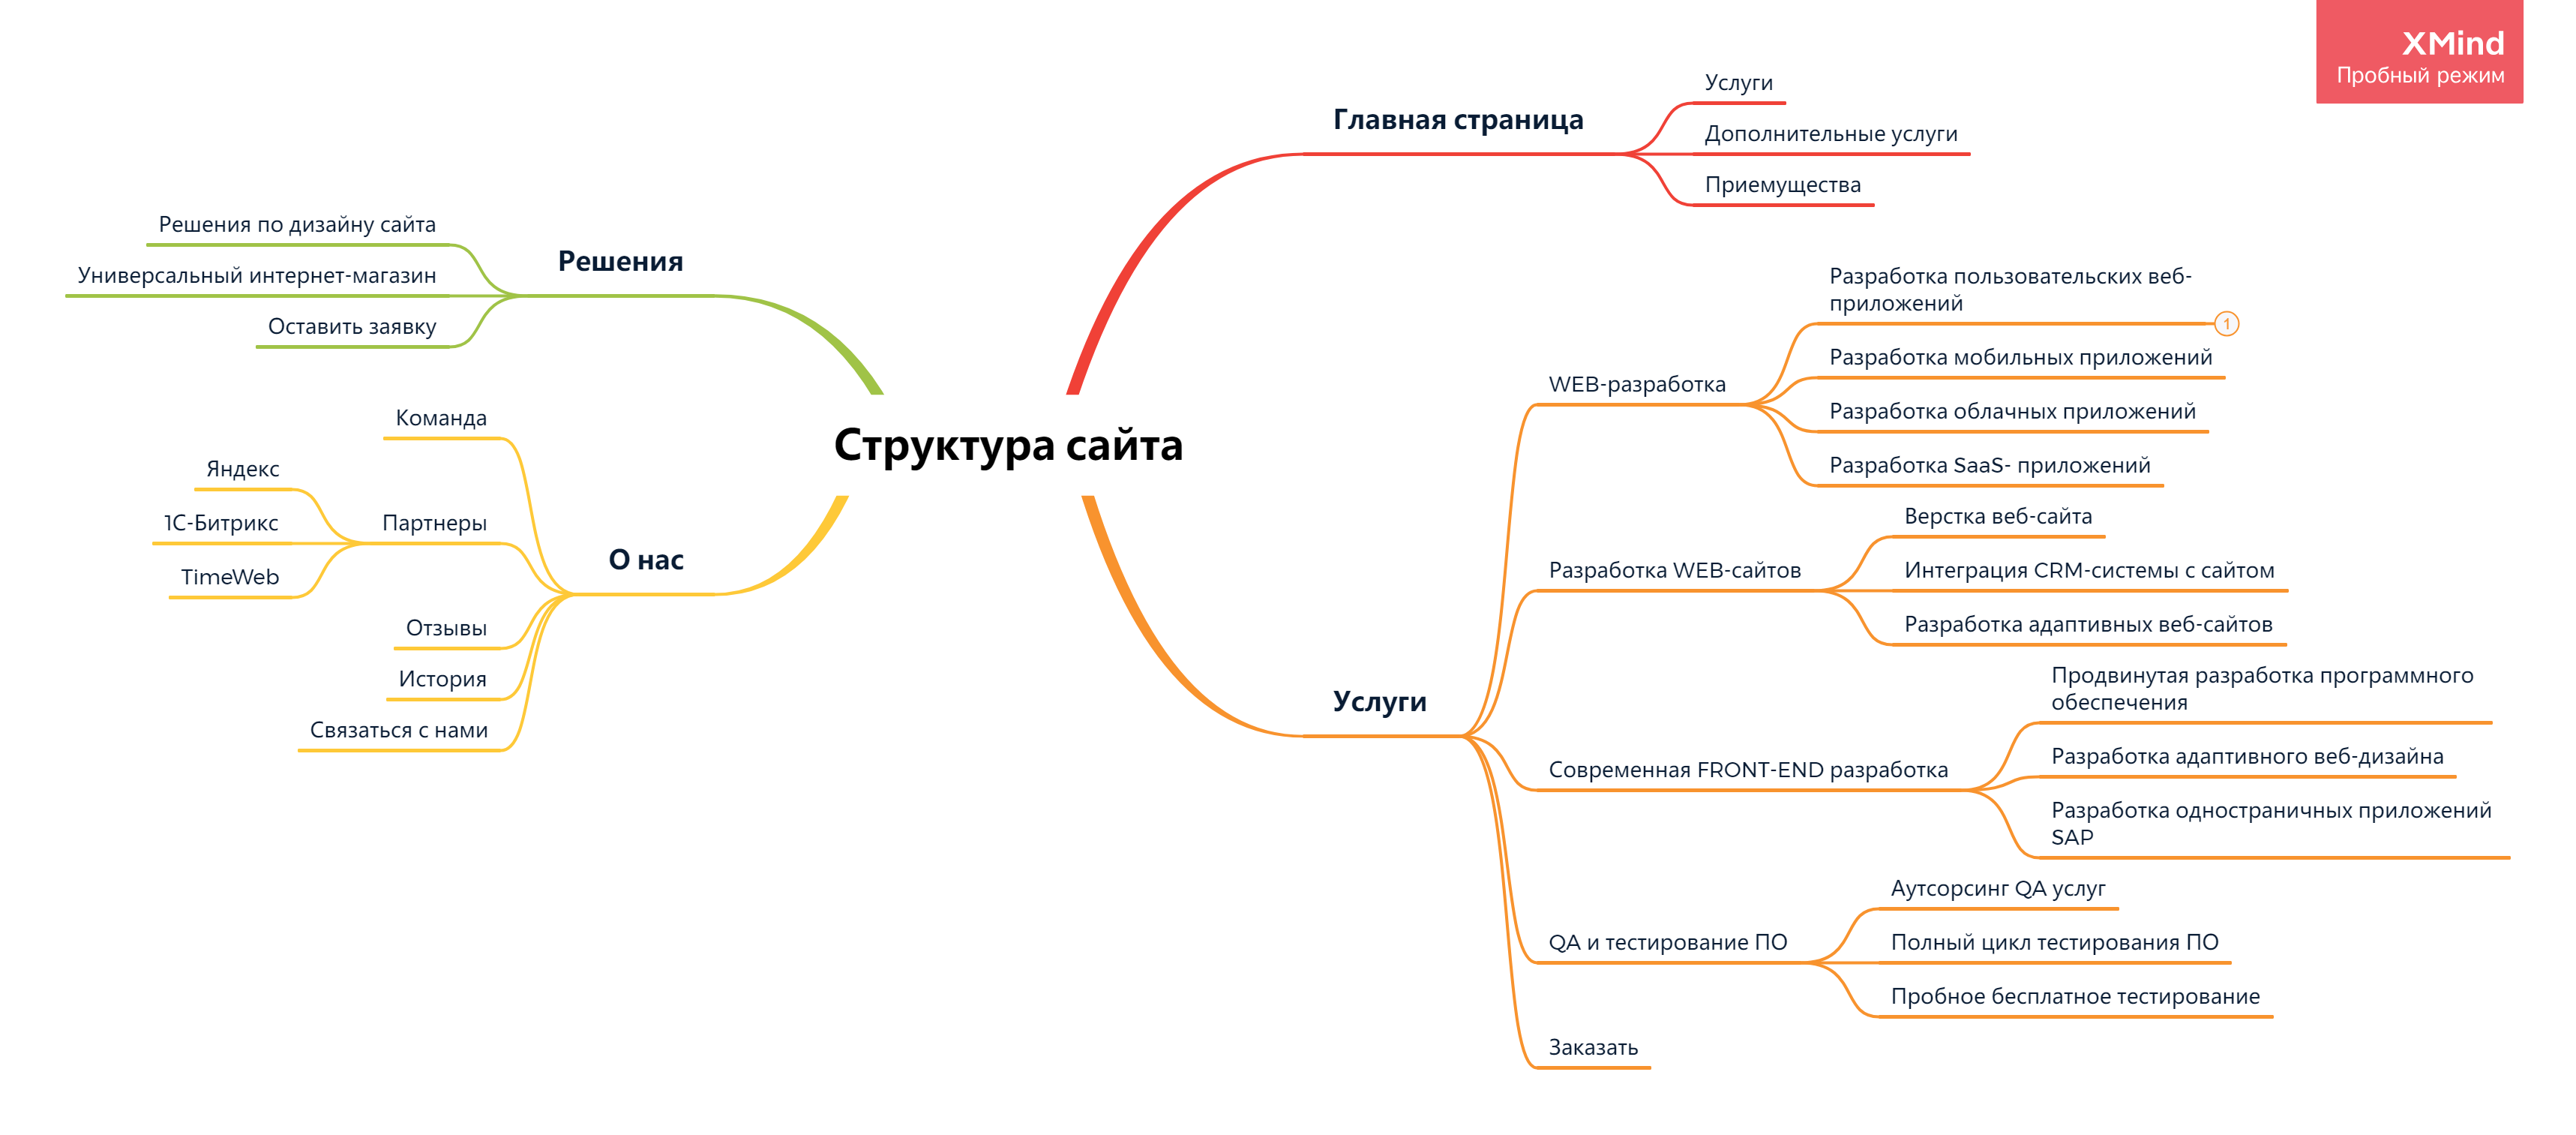 XMind
Пробный режим
Структура сайта
Главная страница
Услуги
Дополнительные услуги
Приемущества
Услуги
WEB-разработка
Разработка пользовательских веб-
приложений
1
Разработка мобильных приложений
Разработка облачных приложений
Разработка SaaS- приложений
Разработка WEB-сайтов
Верстка веб-сайта
Интеграция CRM-системы с сайтом
Разработка адаптивных веб-сайтов
Современная FRONT-END разработка
Продвинутая разработка программного
обеспечения
Разработка адаптивного веб-дизайна
Разработка одностраничных приложений
SAP
QA и тестирование ПО
Аутсорсинг QA услуг
Полный цикл тестирования ПО
Пробное бесплатное тестирование
Заказать
Решения
Решения по дизайну сайта
Универсальный интернет-магазин
Оставить заявку
О нас
Команда
Партнеры
Яндекс
1С-Битрикс
TimeWeb
Отзывы
История
Связаться с нами